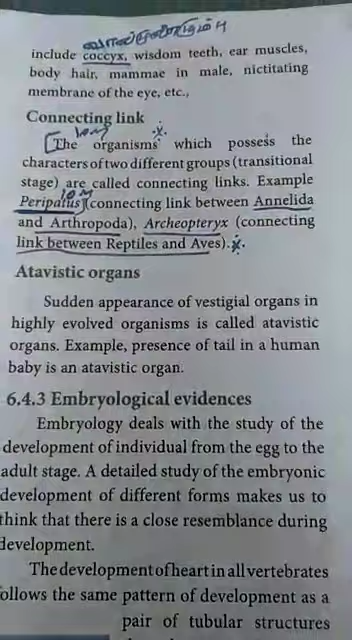 வால்முள்ளெலும்பு
include coccyx, wisdom teeth, ear muscles,
body hair, mammae in male, nictitating
membrane of the eye, etc.,
Connecting link
The organisms which possess the
characters of two different groups (transitional
stage) are called connecting links. Example
Peripatus (connecting link between Annelida
and Arthropoda), Archeopteryx (connecting
link between Reptiles and Aves).
Atavistic organs
Sudden appearance of vestigial organs in
highly evolved organisms is called atavistic
organs. Example, presence of tail in a human
baby is an atavistic organ.
6.4.3 Embryological evidences
Embryology deals with the study of the
development of individual from the egg to the
adult stage. A detailed study of the embryonic
development of different forms makes us to
think that there is a close resemblance during
development.
The development of heart in all vertebrates
ollows the same pattern of development as a
pair of tubular structures